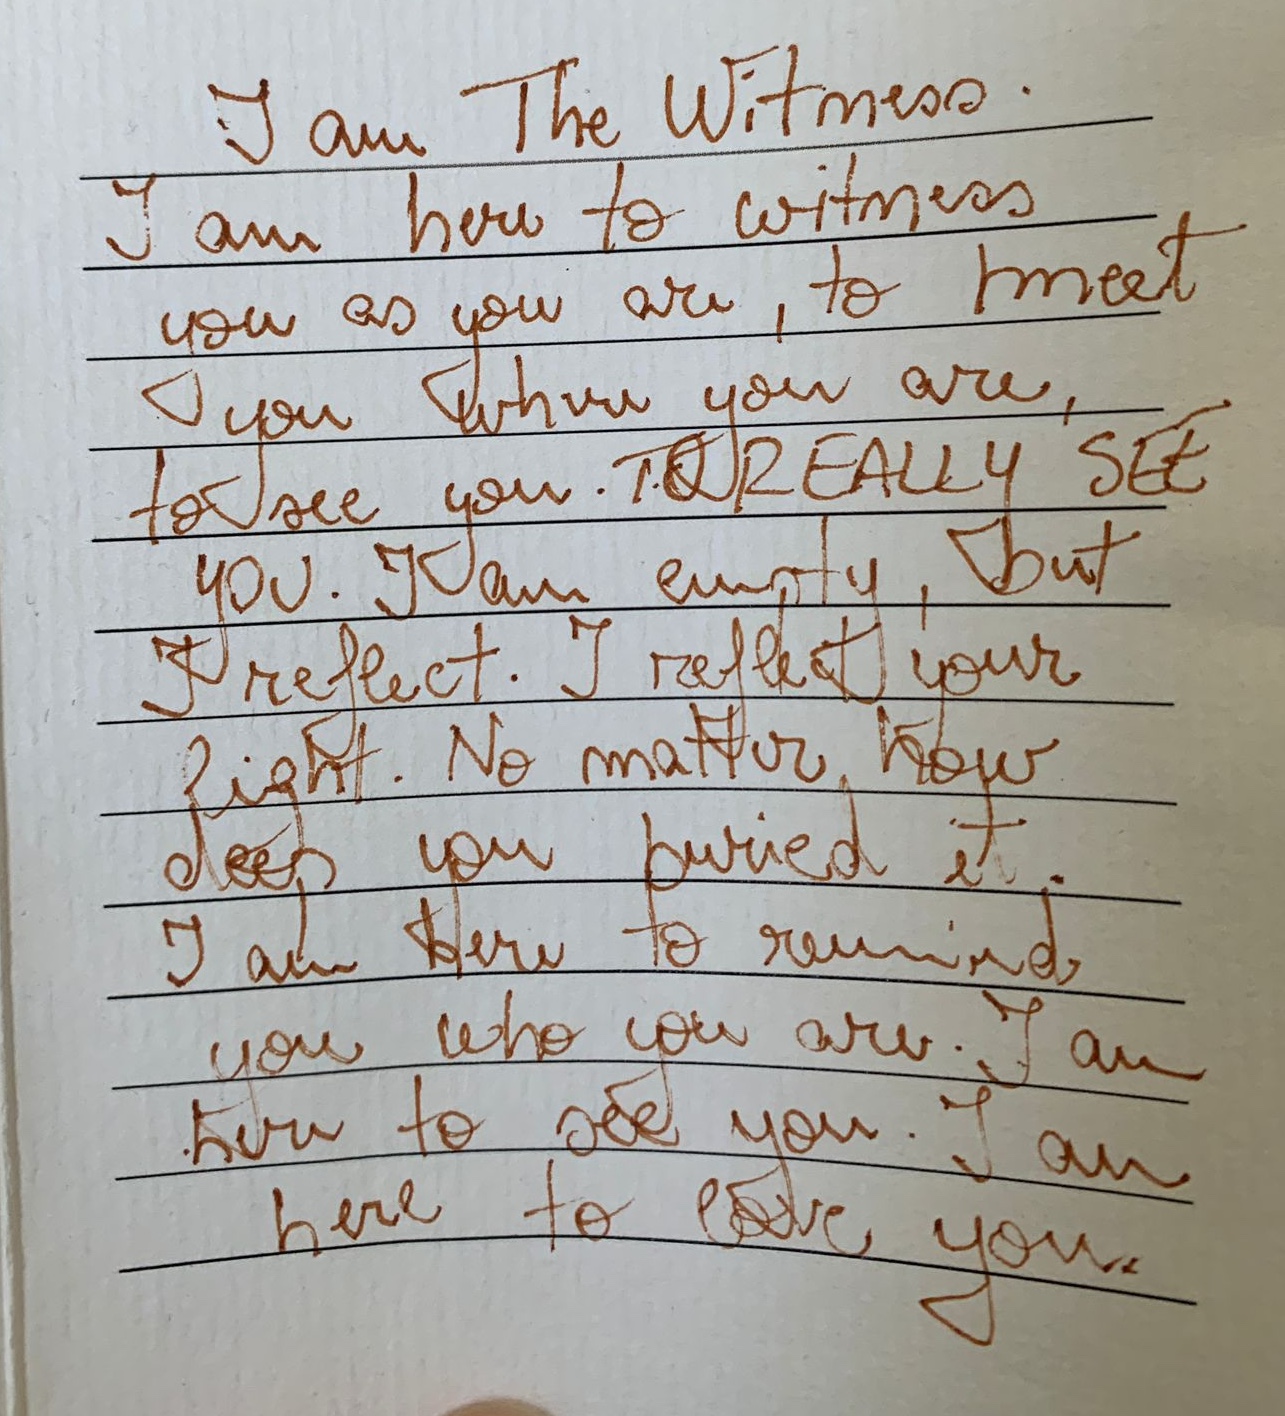 I am The Witness.
I am here to witness
you as you are, to meet
you where you are,
to see you. TO REALLY SEE
YOU. I am empty, but
I reflect. I reflect your
light. No matter how
deep you buried it.
I am here to remind
you who you are. I am
here to see you. I am
here to love you.